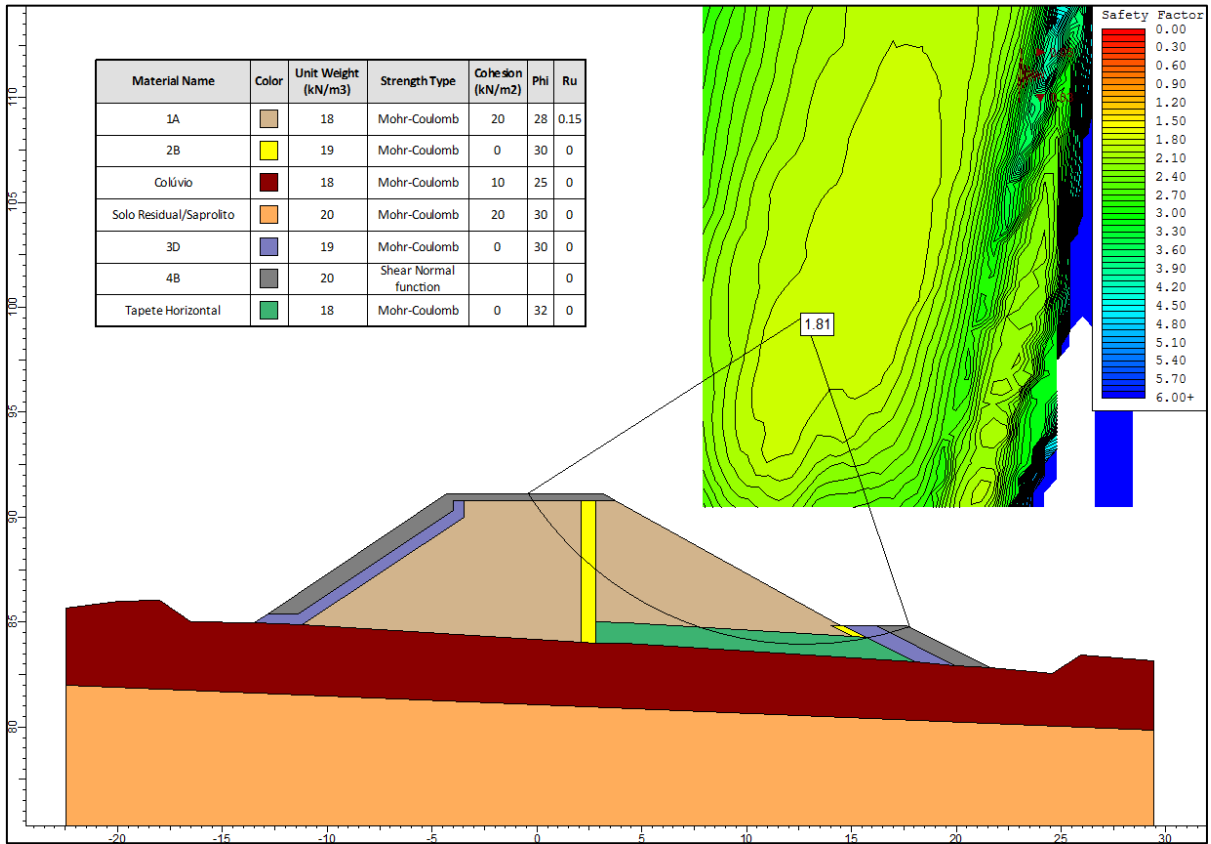 Safety Factor
0.00
0.30
0.60
0.90
1.20
1.50
1.80
2.10
2.40
2.70
3.00
3.30
3.60
3.90
4.20
4.50
4.80
5.10
5.40
5.70
6.00+
Material Name Color Unit Weight (kN/m3) Strength Type Cohesion (kN/m2) Phi Ru
1A 18 Mohr-Coulomb 20 28 0.15
2B 19 Mohr-Coulomb 0 30 0
Colúvio 18 Mohr-Coulomb 10 25 0
Solo Residual/Saprolito 20 Mohr-Coulomb 20 30 0
3D 19 Mohr-Coulomb 0 30 0
4B 20 Shear Normal function 0
Tapete Horizontal 18 Mohr-Coulomb 0 32 0
1.81
110
105
100
95
90
85
80
-20 -15 -10 -5 0 5 10 15 20 25 30